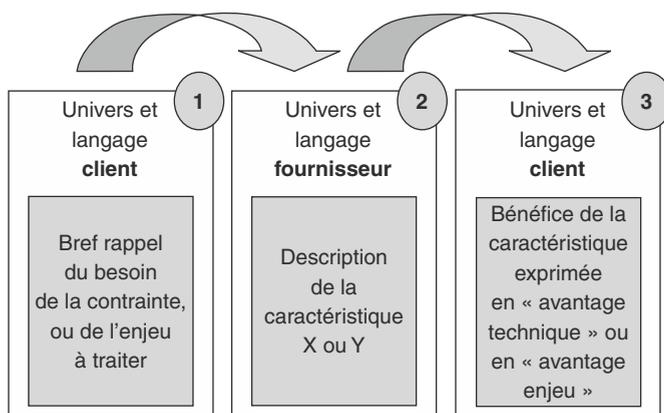 1
Univers et
langage
client
Bref rappel
du besoin
de la contrainte,
ou de l’enjeu
à traiter
2
Univers et
langage
fournisseur
Description
de la
caractéristique
X ou Y
3
Univers et
langage
client
Bénéfice de la
caractéristique
exprimée
en « avantage
technique » ou
en « avantage
enjeu »